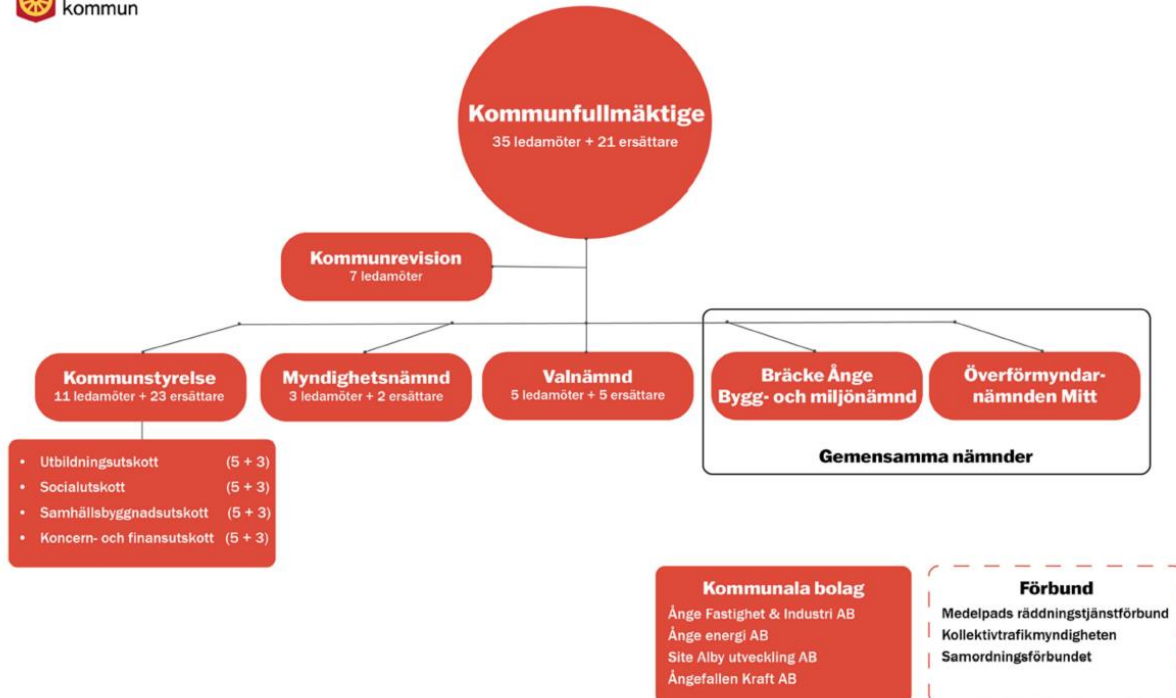 kommun
Kommunfullmäktige
35 ledamöter + 21 ersättare
Kommunrevision
7 ledamöter
Kommunstyrelse
11 ledamöter + 23 ersättare
Myndighetsnämnd
3 ledamöter + 2 ersättare
Valnämnd
5 ledamöter + 5 ersättare
Bräcke Ånge
Bygg- och miljönämnd
Överförmyndar-
nämnden Mitt
Gemensamma nämnder
• Utbildningsutskott (5 + 3)
• Socialutskott (5 + 3)
• Samhällsbyggnadsutskott (5 + 3)
• Koncern- och finansutskott (5 + 3)
Kommunala bolag
Ånge Fastighet & Industri AB
Ånge energi AB
Site Alby utveckling AB
Ångefallen Kraft AB
Förbund
Medelpads räddningstjänstförbund
Kollektivtrafikmyndigheten
Samordningsförbundet